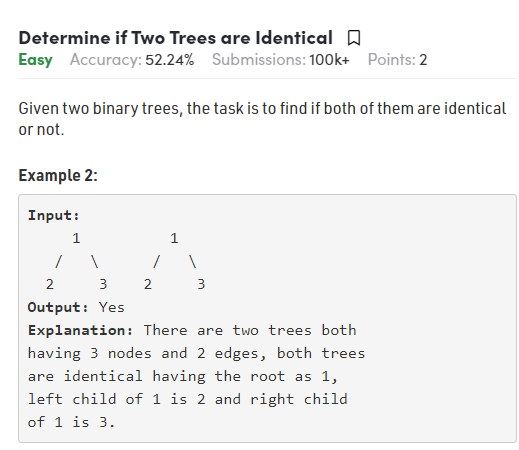 Determine if Two Trees are Identical
Easy Accuracy: 52.24% Submissions: 100k+ Points: 2
Given two binary trees, the task is to find if both of them are identical
or not.
Example 2:
Input:
1 1
/ \ / \
2 3 2 3
Output: Yes
Explanation: There are two trees both
having 3 nodes and 2 edges, both trees
are identical having the root as 1,
left child of 1 is 2 and right child
of 1 is 3.